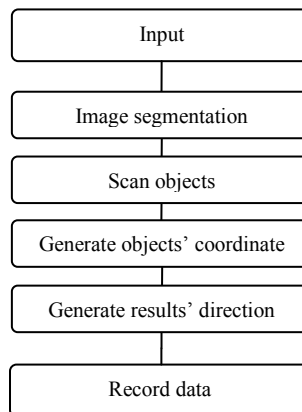 Input
Image segmentation
Scan objects
Generate objects’ coordinate
Generate results’ direction
Record data